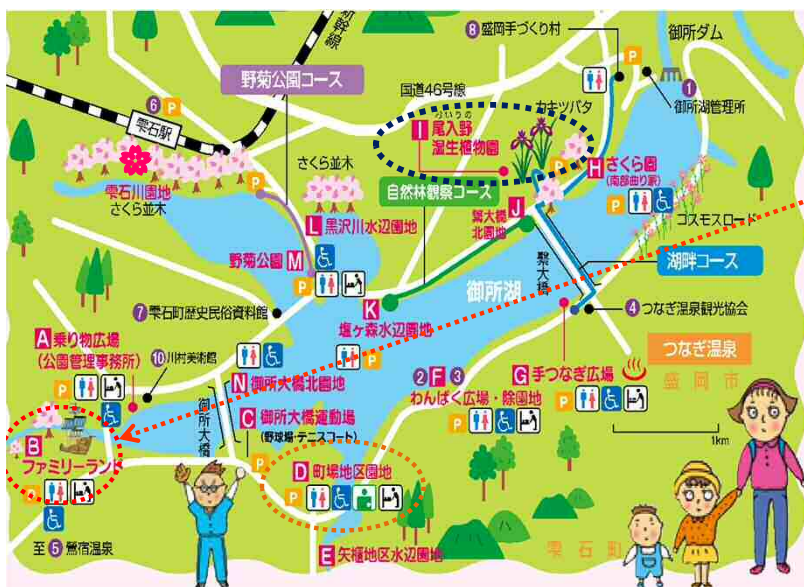 新幹線
8 盛岡手づくり村
P
御所ダム
1
御所湖管理所
野菊公園コース
国道46号線
カキツバタ
6 P
雫石駅
I 尾入野
湿生植物園
P
さくら並木
H さくら園
(南部曲り家)
P
雫石川園地
さくら並木
P
自然林観察コース
J
繋大橋
北園地
コスモスロード
L 黒沢川水辺園地
野菊公園 M
P
繋大橋
湖畔コース
御所湖
K
塩ヶ森水辺園地
4 つなぎ温泉観光協会
7 雫石町歴史民俗資料館
A 乗り物広場
(公園管理事務所)
P
10 川村美術館
P
つなぎ温泉
盛岡市
N 御所大橋北園地
2 F 3
わんぱく広場・除園地
P
G 手つなぎ広場
P
御所大橋
C 御所大橋運動場
(野球場・テニスコート)
P
1km
B
ファミリーランド
P
D 町場地区園地
P
E 矢櫃地区水辺園地
雫石町
至 5 鶯宿温泉